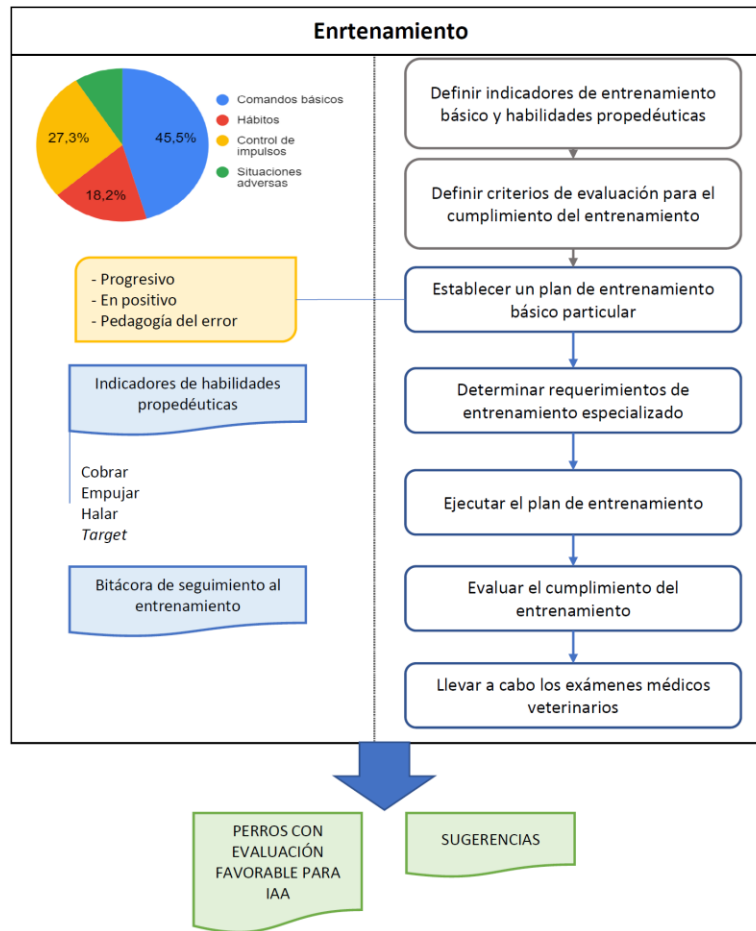 Enrtenamiento
45,5%
27,3%
18,2%
Comandos básicos
Hábitos
Control de
impulsos
Situaciones
adversas
- Progresivo
- En positivo
- Pedagogía del error
Indicadores de habilidades
propedéuticas
Cobrar
Empujar
Halar
Target
Bitácora de seguimiento al
entrenamiento
Definir indicadores de entrenamiento
básico y habilidades propedéuticas
Definir criterios de evaluación para el
cumplimiento del entrenamiento
Establecer un plan de entrenamiento
básico particular
Determinar requerimientos de
entrenamiento especializado
Ejecutar el plan de entrenamiento
Evaluar el cumplimiento del
entrenamiento
Llevar a cabo los exámenes médicos
veterinarios
PERROS CON
EVALUACIÓN
FAVORABLE PARA
IAA
SUGERENCIAS